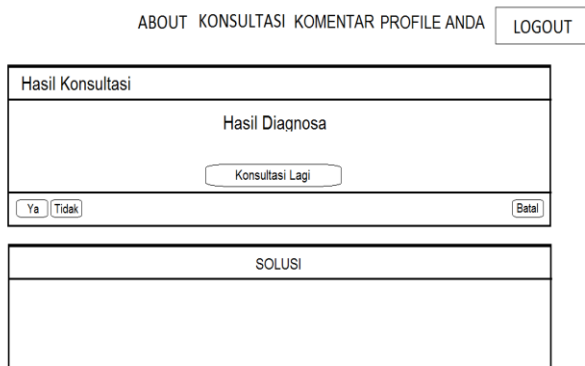 ABOUT KONSULTASI KOMENTAR PROFILE ANDA LOGOUT
Hasil Konsultasi
Hasil Diagnosa
Konsultasi Lagi
Ya Tidak Batal
SOLUSI